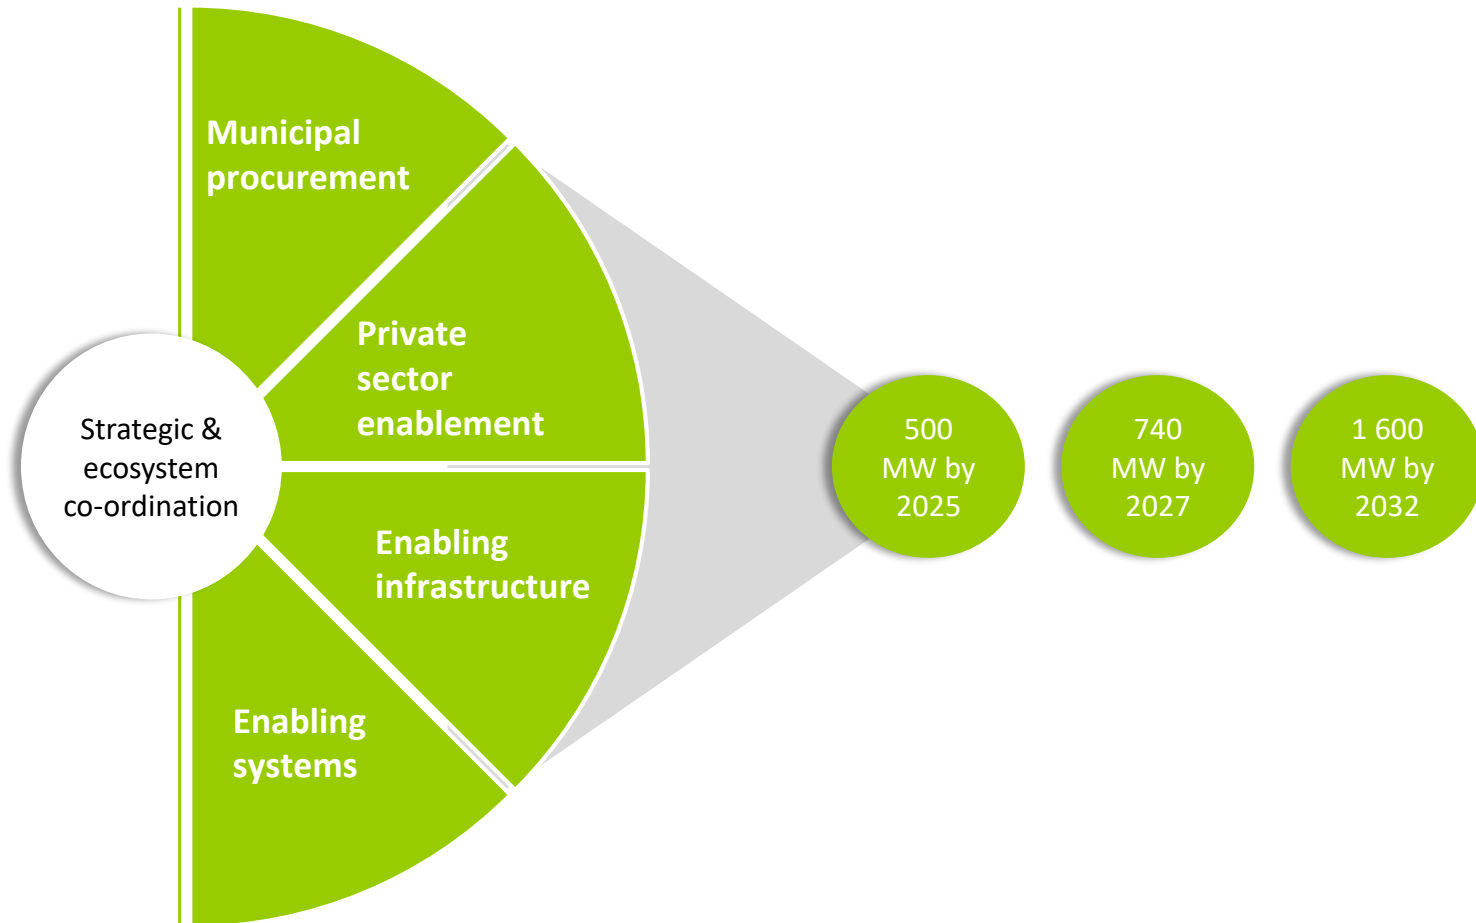 Municipal
procurement
Private
sector
enablement
Strategic &
ecosystem
co-ordination
Enabling
infrastructure
Enabling
systems
500
MW by
2025
740
MW by
2027
1 600
MW by
2032